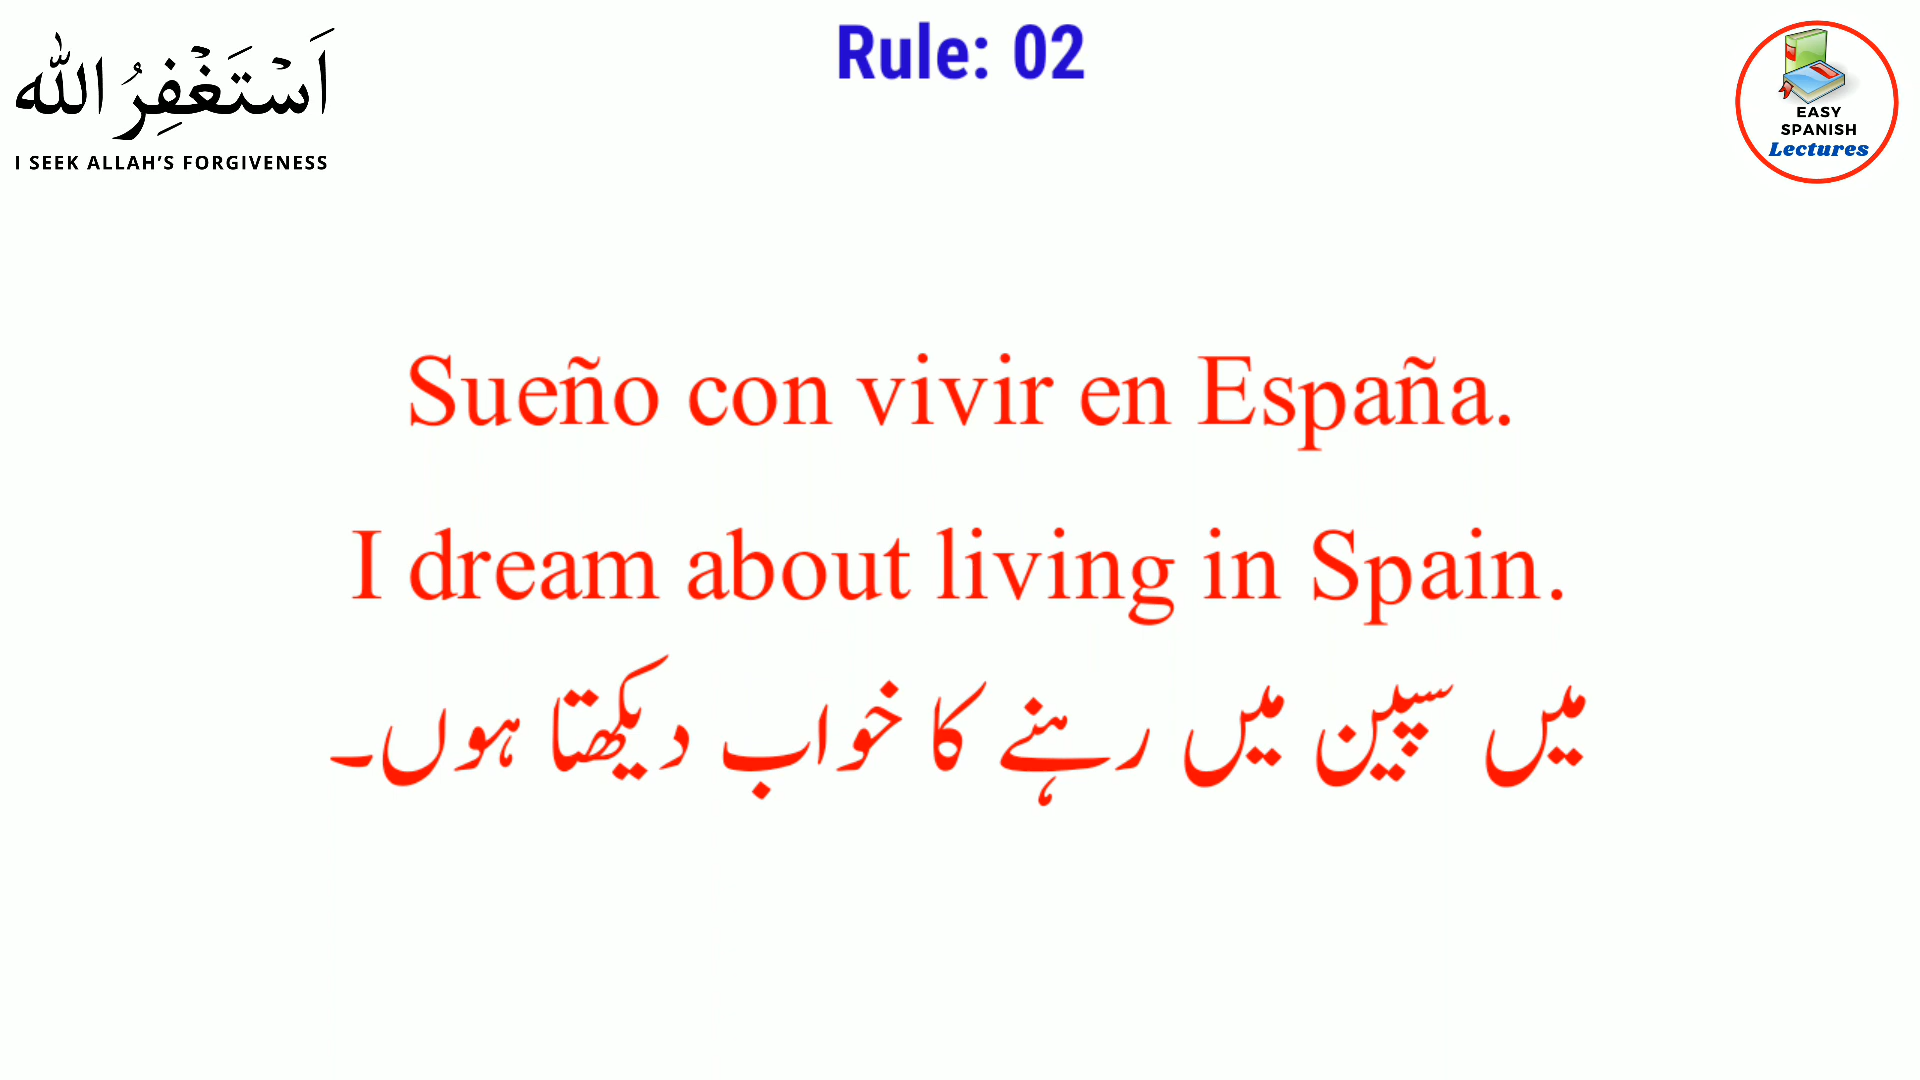 اَسْتَغْفِرُ اللّٰه
I SEEK ALLAH'S FORGIVENESS
Rule: 02
EASY
SPANISH
Lectures
Sueño con vivir en España.
I dream about living in Spain.
میں سپین میں رہنے کا خواب دیکھتا ہوں۔